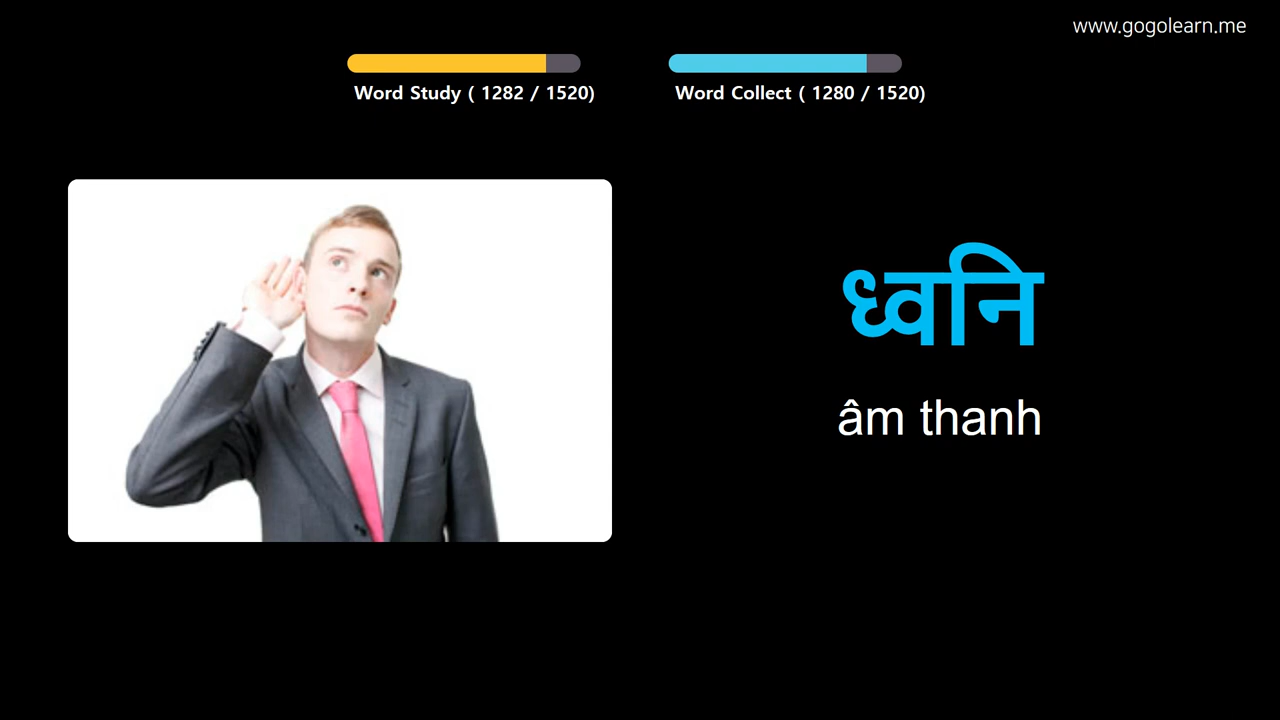 www.gogolearn.me
Word Study ( 1282 / 1520)
Word Collect ( 1280 / 1520)
ध्वनि
âm thanh